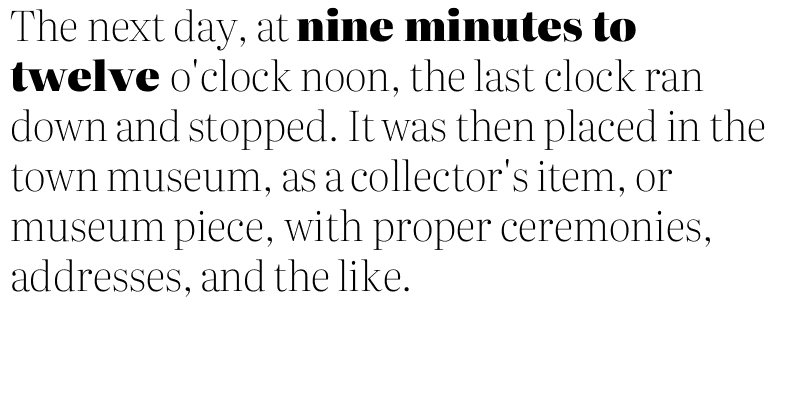 The next day, at nine minutes to
twelve o'clock noon, the last clock ran
down and stopped. It was then placed in the
town museum, as a collector's item, or
museum piece, with proper ceremonies,
addresses, and the like.